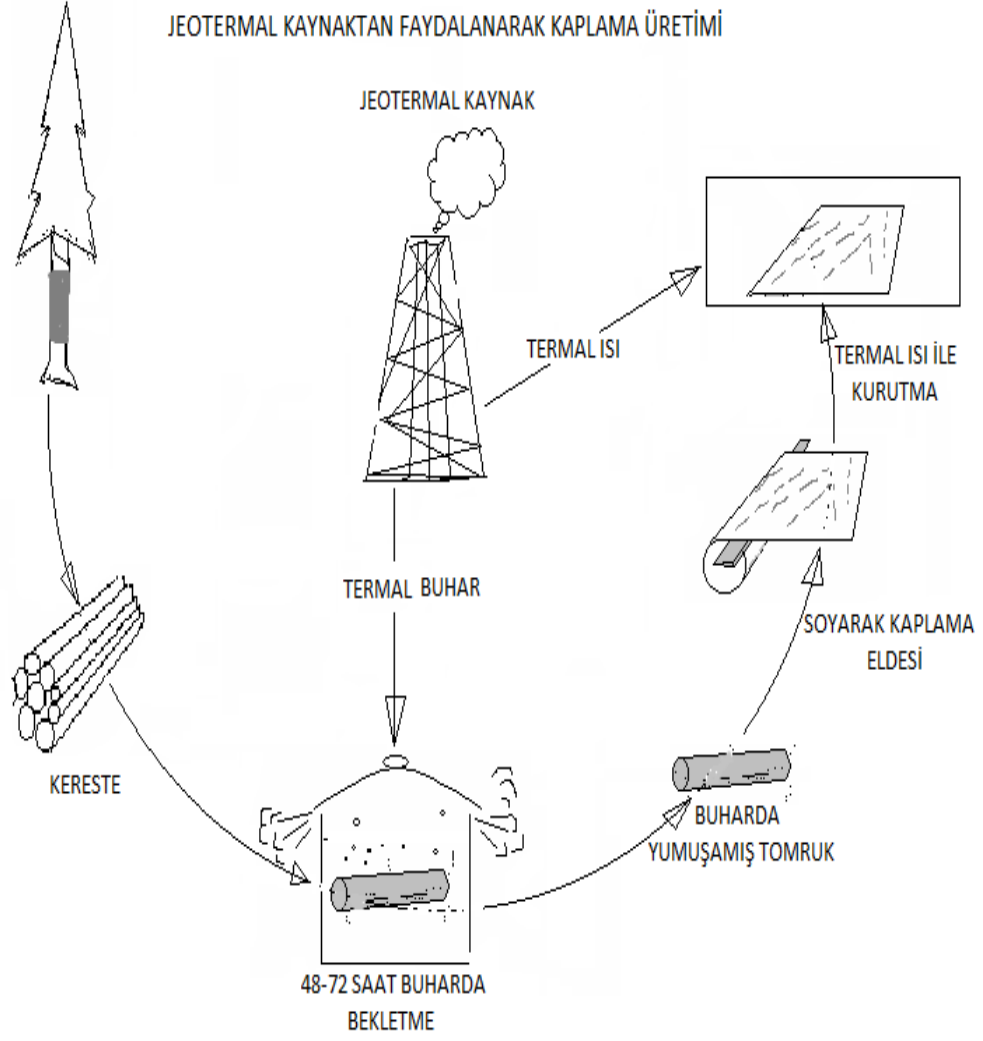 JEOTERMAL KAYNAKTAN FAYDALANARAK KAPLAMA ÜRETİMİ
JEOTERMAL KAYNAK
TERMAL ISI
TERMAL ISI İLE
KURUTMA
TERMAL BUHAR
SOYARAK KAPLAMA
ELDESİ
KERESTE
BUHARDA
YUMUŞAMIŞ TOMRUK
48-72 SAAT BUHARDA
BEKLETME